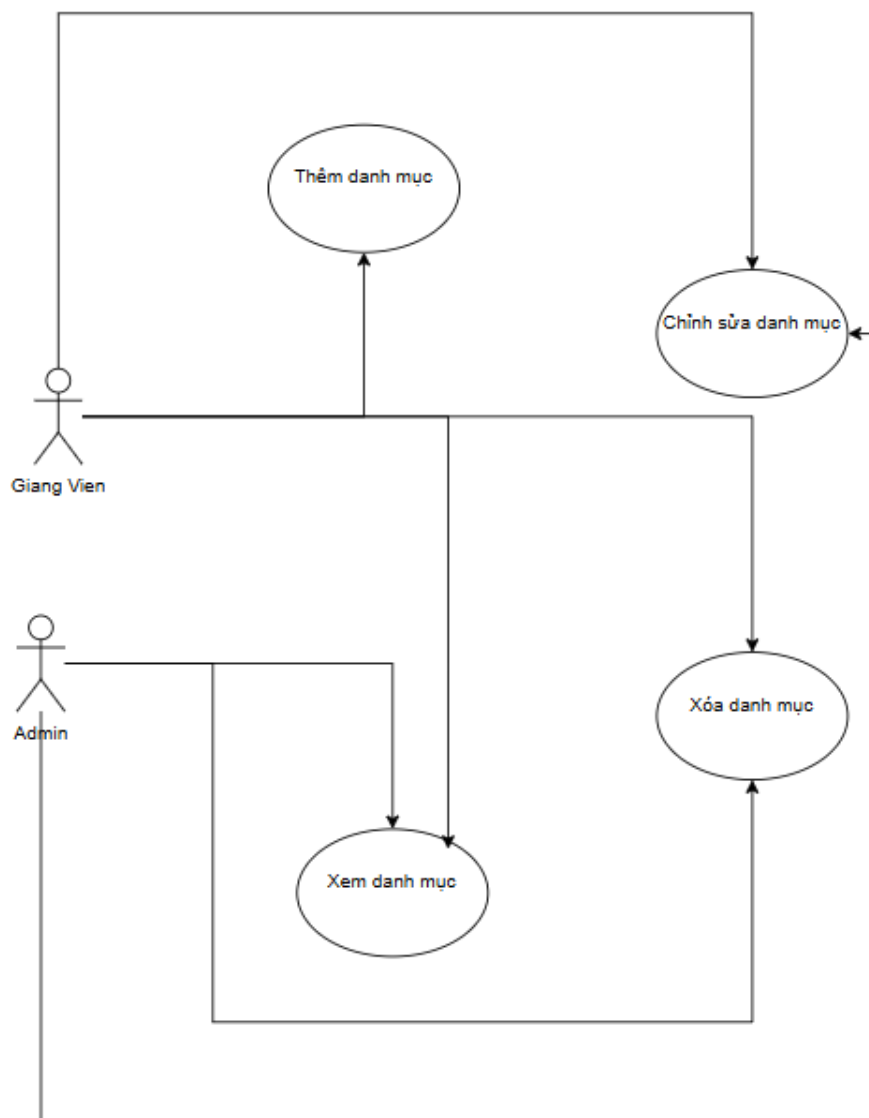 Thêm danh mục
Chỉnh sửa danh mục
Giang Vien
Xóa danh mục
Admin
Xem danh mục